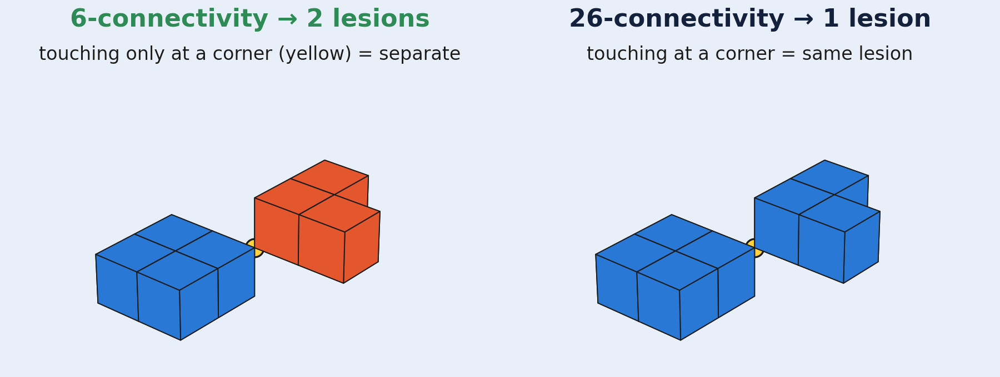 6-connectivity → 2 lesions
touching only at a corner (yellow) = separate
26-connectivity → 1 lesion
touching at a corner = same lesion